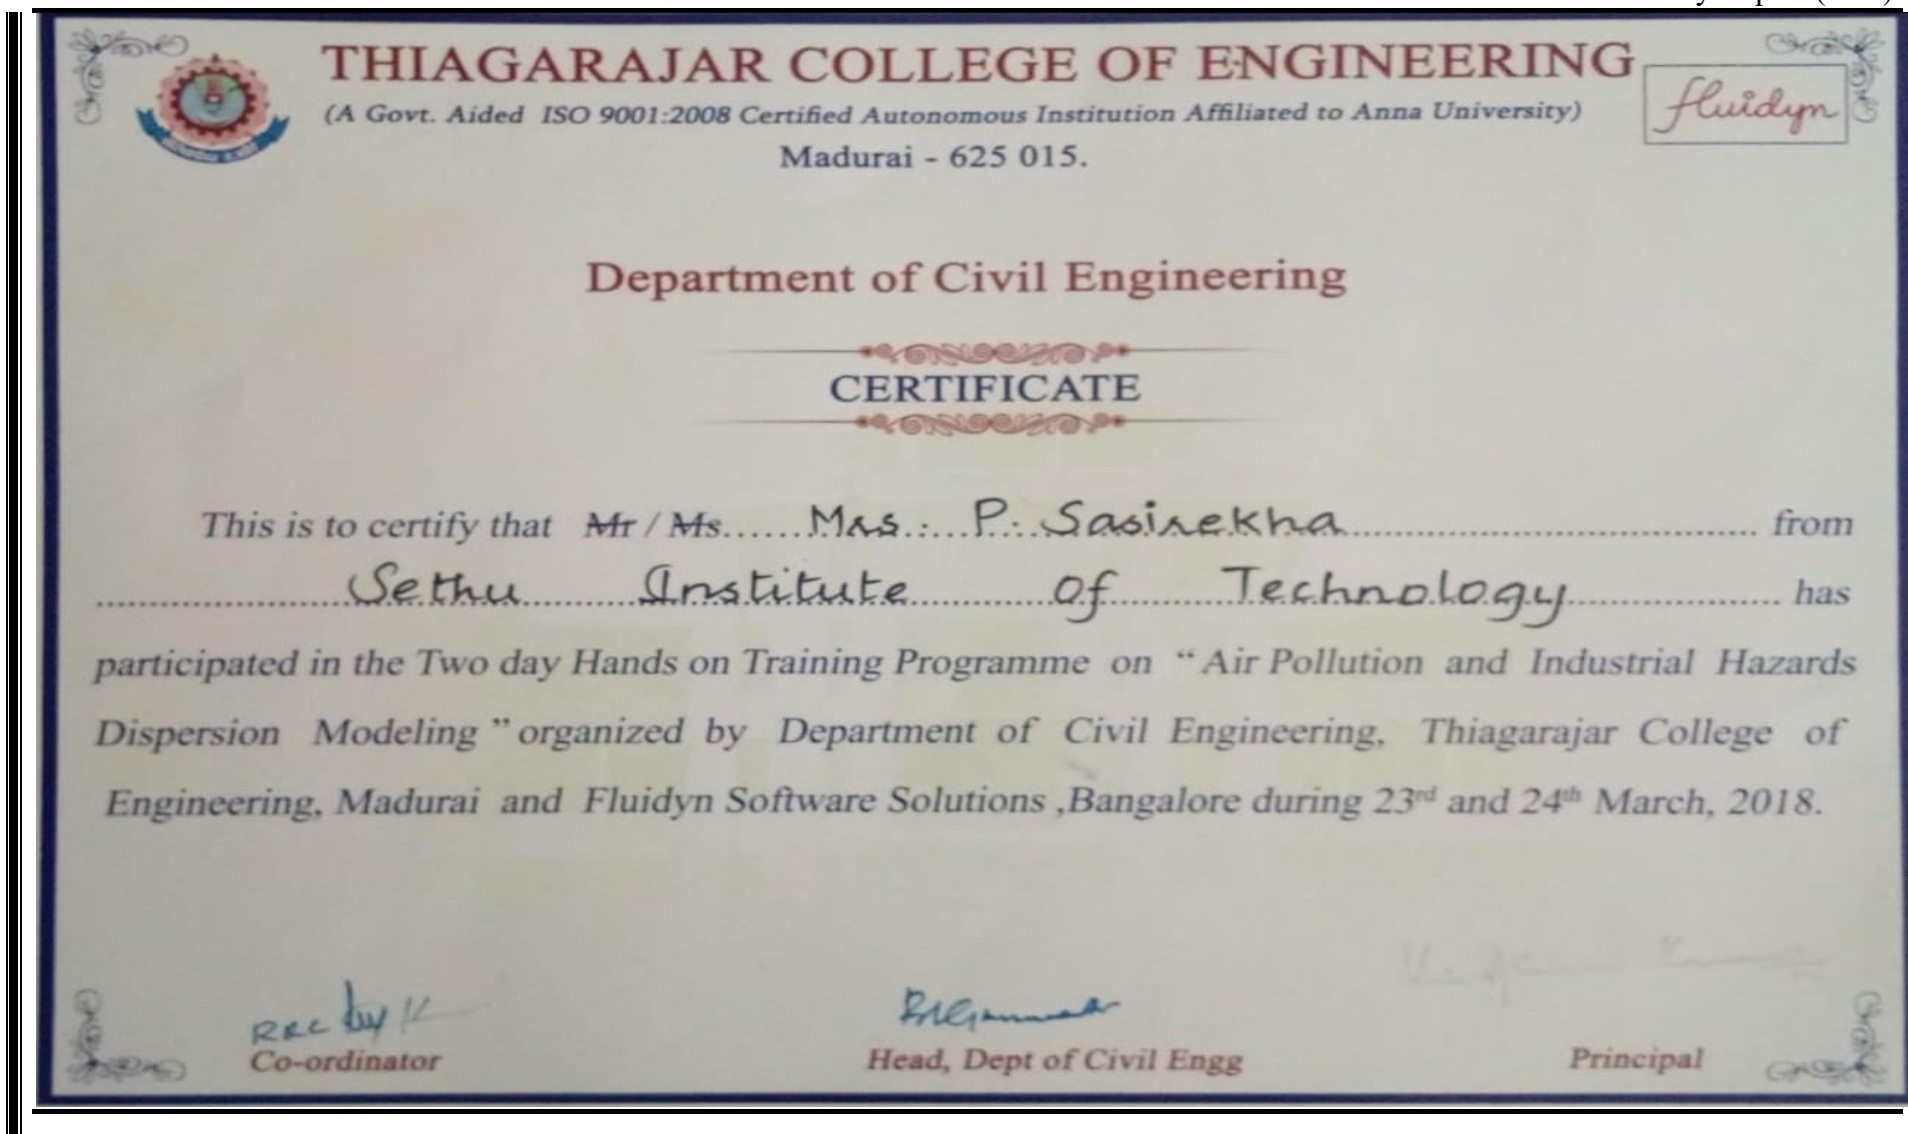 THIAGARAJAR COLLEGE OF ENGINEERING
fluidyn
(A Govt. Aided ISO 9001:2008 Certified Autonomous Institution Affiliated to Anna University)
Madurai - 625 015.
Department of Civil Engineering
CERTIFICATE
This is to certify that Mr / Ms...... Mrs. P. Sasirekha .......... from
.......... Sethu Institute of Technology .......... has
participated in the Two day Hands on Training Programme on “ Air Pollution and Industrial Hazards
Dispersion Modeling ” organized by Department of Civil Engineering, Thiagarajar College of
Engineering, Madurai and Fluidyn Software Solutions ,Bangalore during 23rd and 24th March, 2018.
Co-ordinator
Head, Dept of Civil Engg
Principal